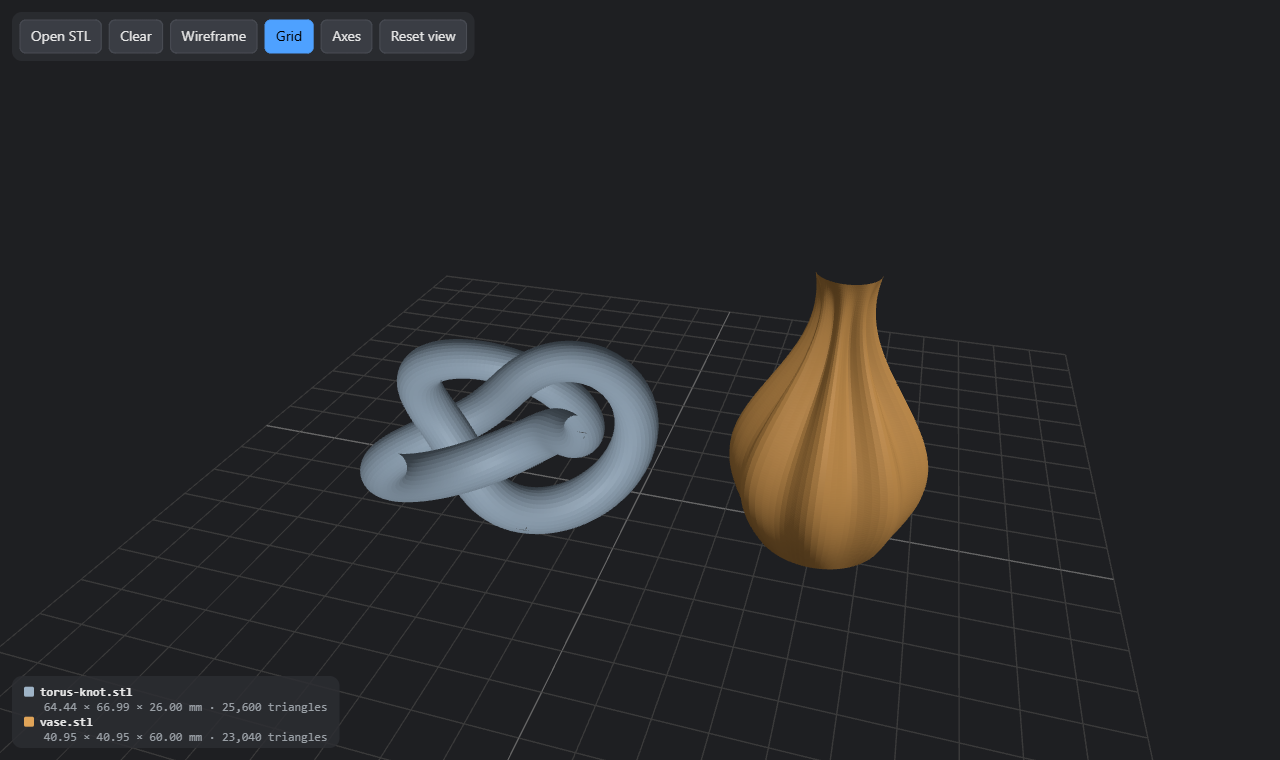 Open STL Clear Wireframe Grid Axes Reset view
torus-knot.stl
64.44 × 66.99 × 26.00 mm · 25,600 triangles
vase.stl
40.95 × 40.95 × 60.00 mm · 23,040 triangles